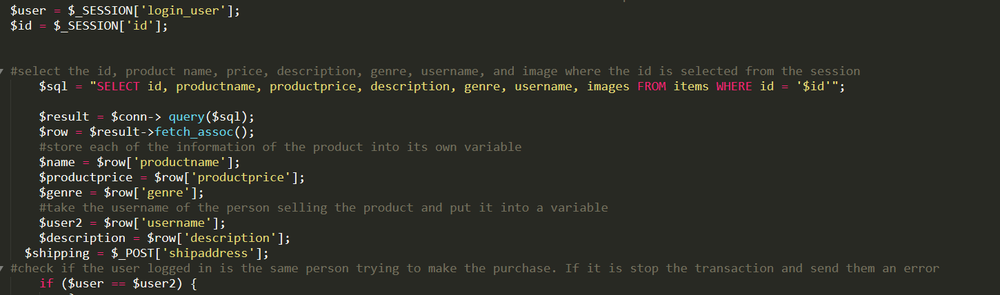 $user = $_SESSION['login_user'];
$id = $_SESSION['id'];
#select the id, product name, price, description, genre, username, and image where the id is selected from the session
$sql = "SELECT id, productname, productprice, description, genre, username, images FROM items WHERE id = '$id'";
$result = $conn-> query($sql);
$row = $result->fetch_assoc();
#store each of the information of the product into its own variable
$name = $row['productname'];
$productprice = $row['productprice'];
$genre = $row['genre'];
#take the username of the person selling the product and put it into a variable
$user2 = $row['username'];
$description = $row['description'];
$shipping = $_POST['shipaddress'];
#check if the user logged in is the same person trying to make the purchase. If it is stop the transaction and send them an error
if ($user == $user2) {